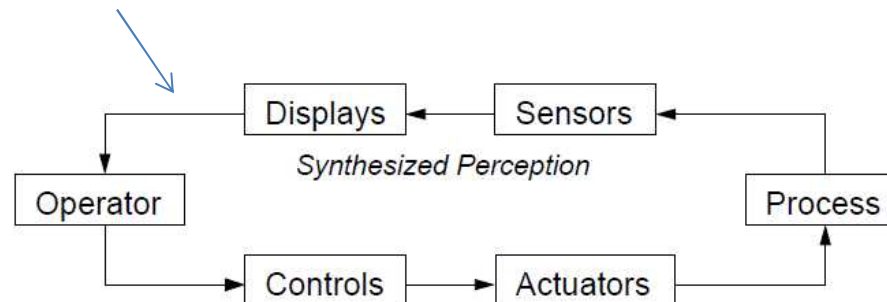 Displays
Sensors
Synthesized Perception
Operator
Process
Controls
Actuators